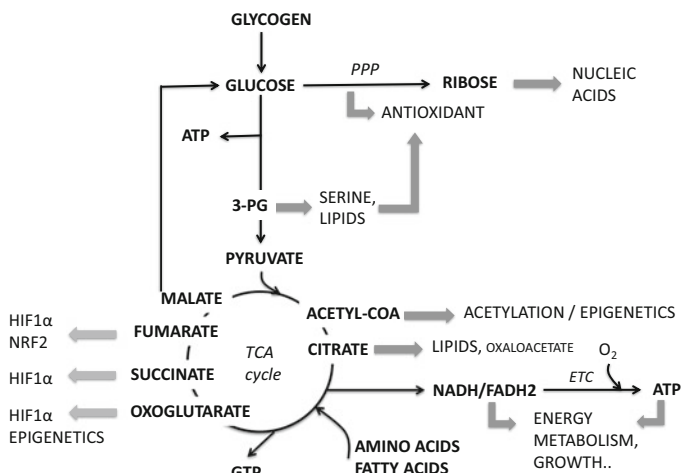 GLYCOGEN
GLUCOSE
PPP
RIBOSE
NUCLEIC
ACIDS
ANTIOXIDANT
ATP
3-PG
SERINE,
LIPIDS
PYRUVATE
MALATE
ACETYL-COA
ACETYLATION / EPIGENETICS
HIF1α
NRF2
FUMARATE
TCA
cycle
CITRATE
LIPIDS, OXALOACETATE
O2
HIF1α
SUCCINATE
NADH/FADH2
ETC
ATP
HIF1α
EPIGENETICS
OXOGLUTARATE
ENERGY
METABOLISM,
GROWTH..
AMINO ACIDS
FATTY ACIDS
GTP